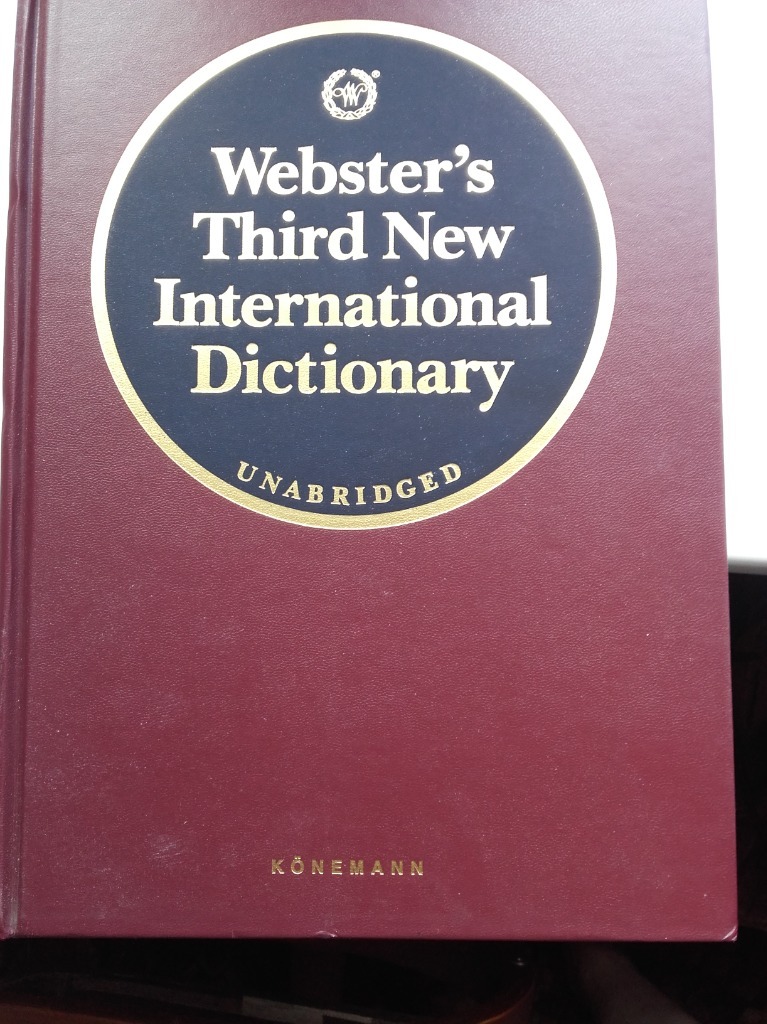 Webster's
Third New
International
Dictionary
UNABRIDGED
KÖNEMANN